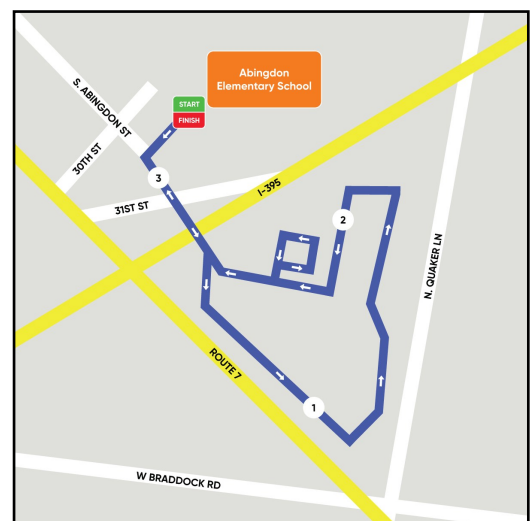 Abingdon
Elementary School
START
FINISH
S. ABINGDON ST
30TH ST
3
31ST ST
I-395
2
N. QUAKER LN
ROUTE 7
1
W BRADDOCK RD